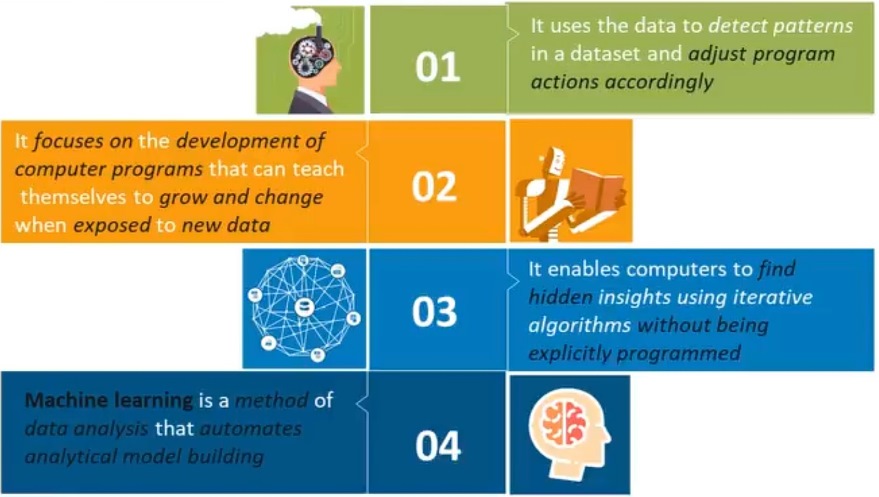 01
It uses the data to detect patterns
in a dataset and adjust program
actions accordingly
It focuses on the development of
computer programs that can teach
themselves to grow and change
when exposed to new data
02
03
It enables computers to find
hidden insights using iterative
algorithms without being
explicitly programmed
Machine learning is a method of
data analysis that automates
analytical model building
04